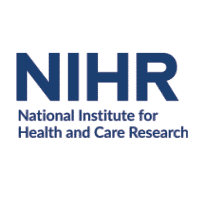 NIHR
National Institute for
Health and Care Research